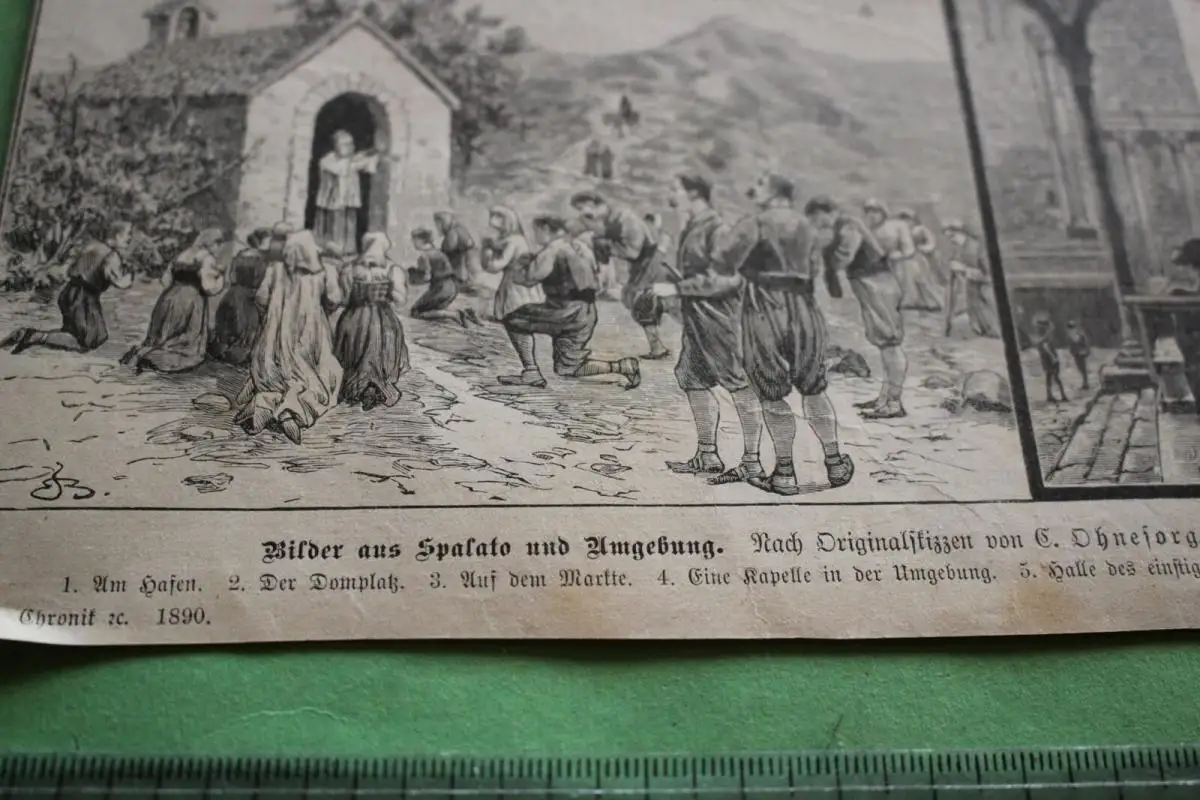 Bilder aus Spalato und Umgebung. Nach Originalskizzen von C. Ohnesorg
1. Am Hafen. 2. Der Domplatz. 3. Auf dem Markte. 4. Eine Kapelle in der Umgebung. 5. Halle des einstig
Chronik ꝛc. 1890.